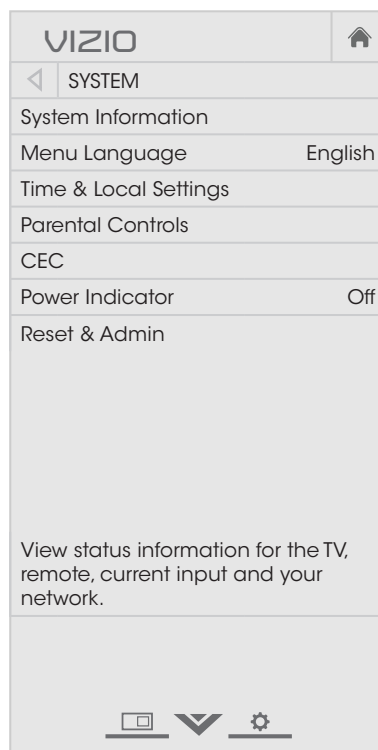 VIZIO
SYSTEM
System Information
Menu Language English
Time & Local Settings
Parental Controls
CEC
Power Indicator Off
Reset & Admin
View status information for the TV,
remote, current input and your
network.